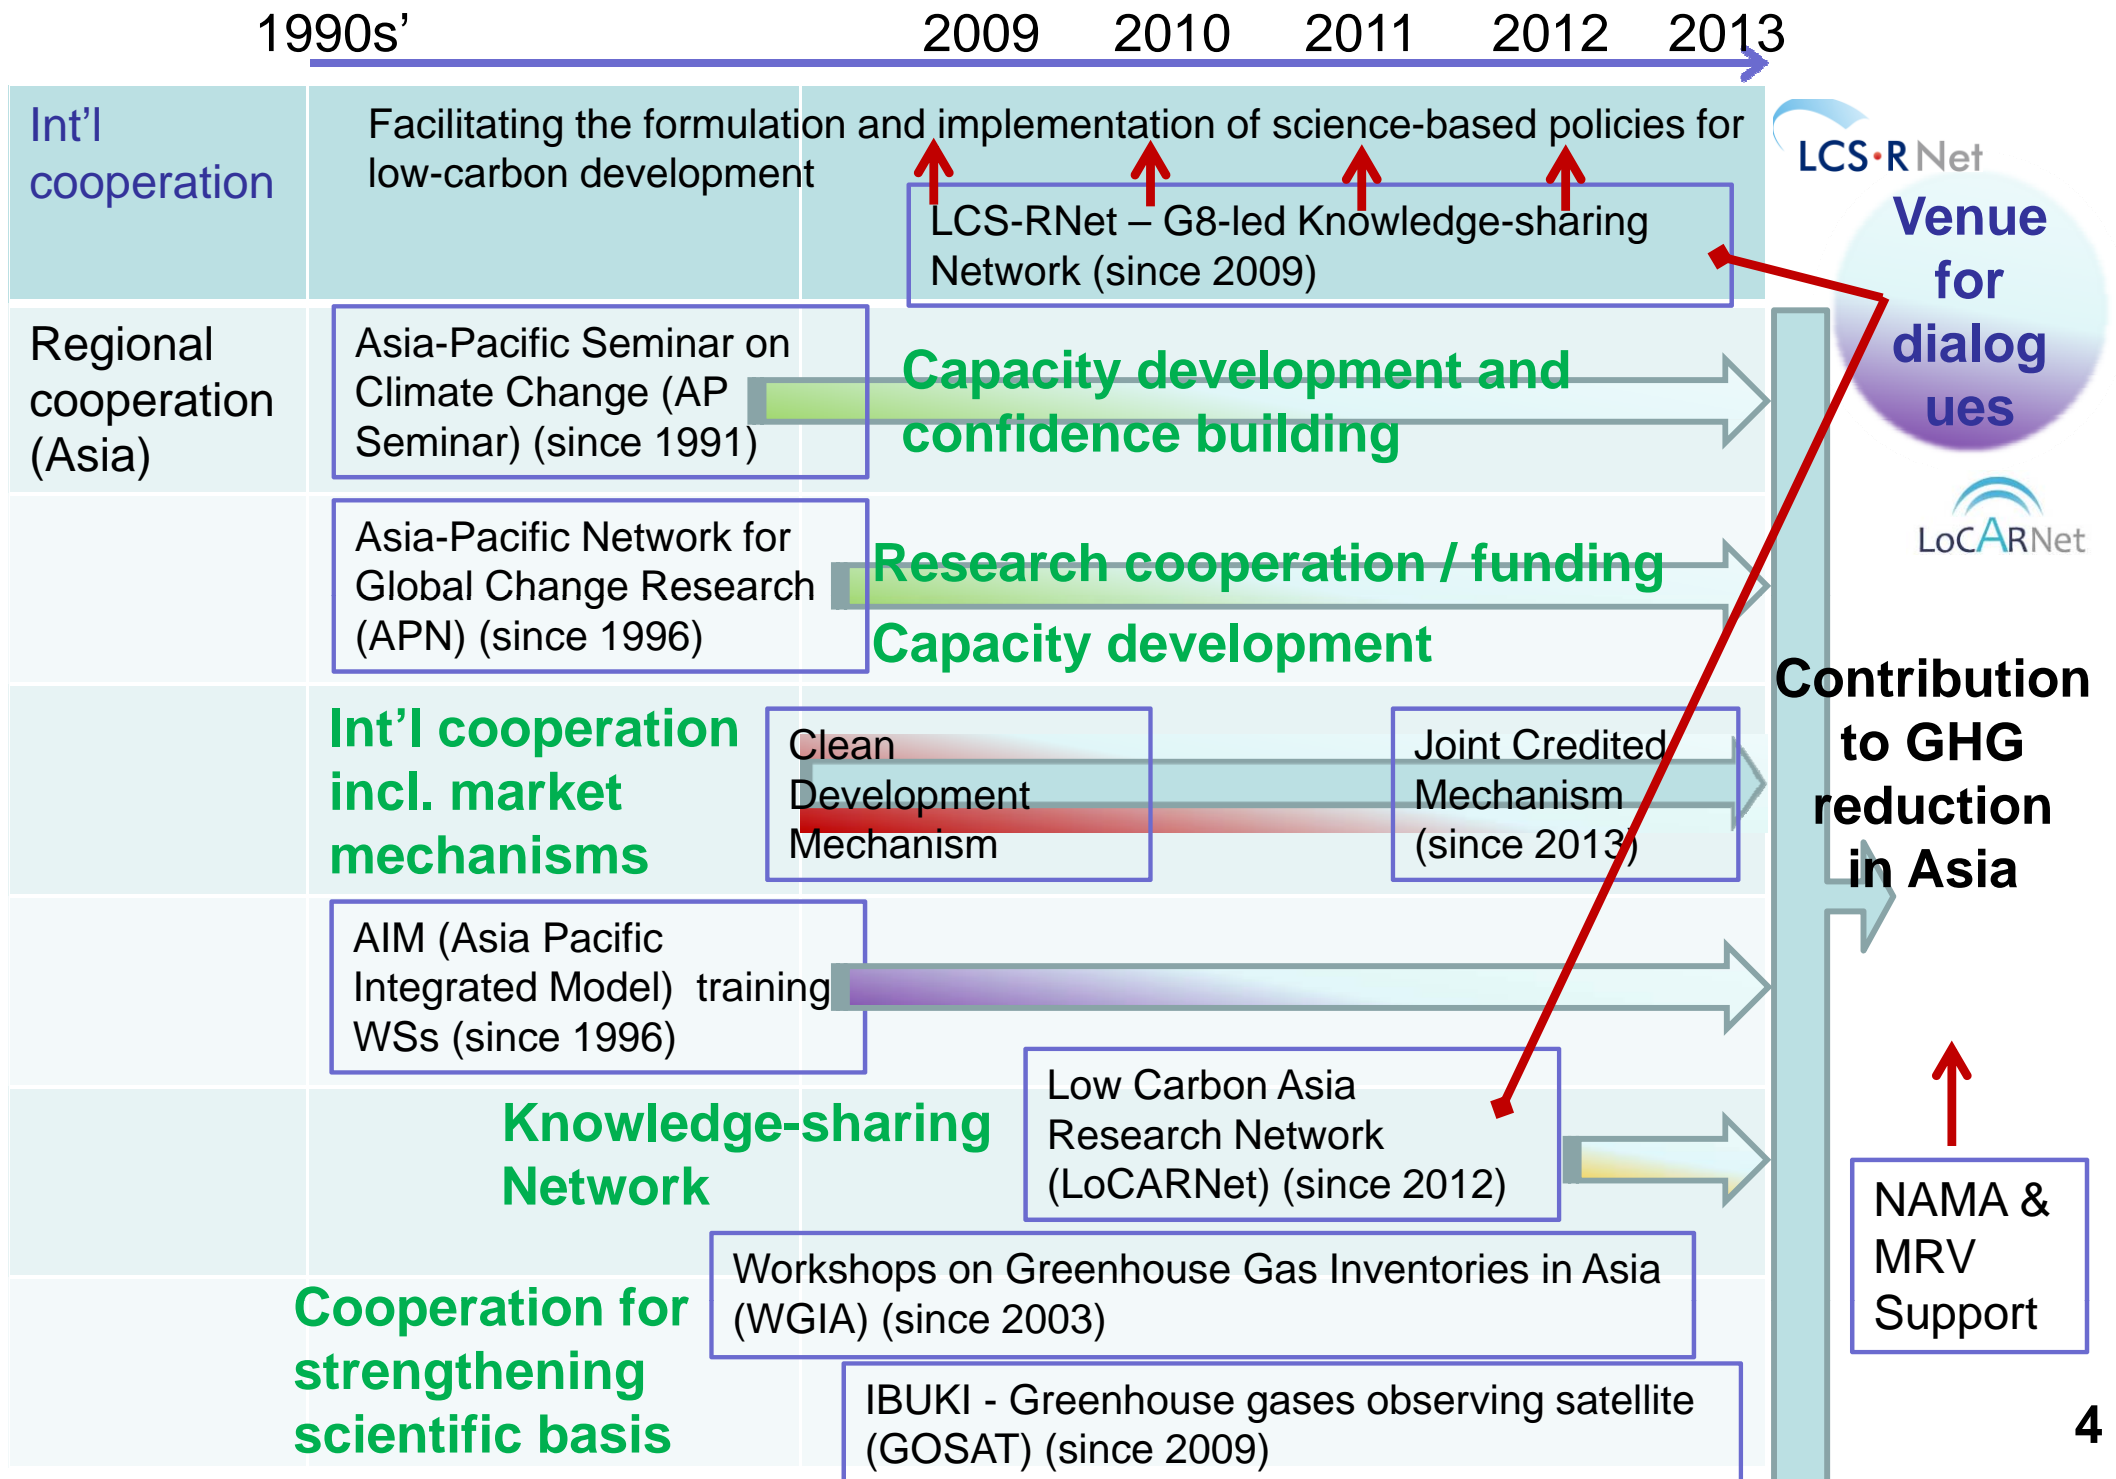 1990s' 2009 2010 2011 2012 2013
Int’l
cooperation
Facilitating the formulation and implementation of science-based policies for
low-carbon development
LCS-RNet – G8-led Knowledge-sharing
Network (since 2009)
LCS·RNet
Venue
for
dialog
ues
LoCARNet
Regional
cooperation
(Asia)
Asia-Pacific Seminar on
Climate Change (AP
Seminar) (since 1991)
Capacity development and
confidence building
Asia-Pacific Network for
Global Change Research
(APN) (since 1996)
Research cooperation / funding
Capacity development
Int’l cooperation
incl. market
mechanisms
Clean
Development
Mechanism
Joint Credited
Mechanism
(since 2013)
Contribution
to GHG
reduction
in Asia
AIM (Asia Pacific
Integrated Model) training
WSs (since 1996)
Knowledge-sharing
Network
Low Carbon Asia
Research Network
(LoCARNet) (since 2012)
NAMA &
MRV
Support
Cooperation for
strengthening
scientific basis
Workshops on Greenhouse Gas Inventories in Asia
(WGIA) (since 2003)
IBUKI - Greenhouse gases observing satellite
(GOSAT) (since 2009)
4